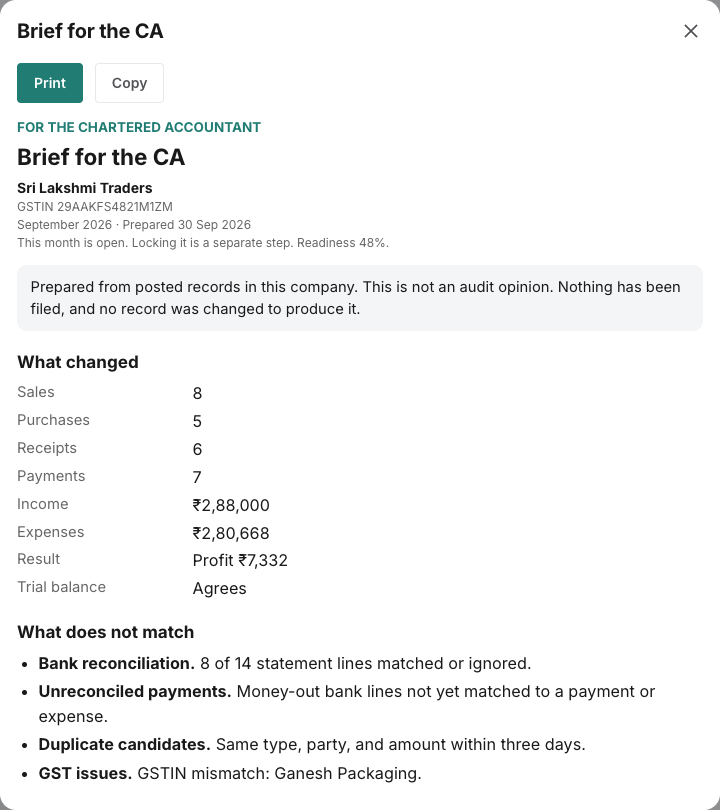 Brief for the CA
Print
Copy
FOR THE CHARTERED ACCOUNTANT
Brief for the CA
Sri Lakshmi Traders
GSTIN 29AAKFS4821M1ZM
September 2026 · Prepared 30 Sep 2026
This month is open. Locking it is a separate step. Readiness 48%.
Prepared from posted records in this company. This is not an audit opinion. Nothing has been
filed, and no record was changed to produce it.
What changed
Sales 8
Purchases 5
Receipts 6
Payments 7
Income ₹2,88,000
Expenses ₹2,80,668
Result Profit ₹7,332
Trial balance Agrees
What does not match
• Bank reconciliation. 8 of 14 statement lines matched or ignored.
• Unreconciled payments. Money-out bank lines not yet matched to a payment or
expense.
• Duplicate candidates. Same type, party, and amount within three days.
• GST issues. GSTIN mismatch: Ganesh Packaging.